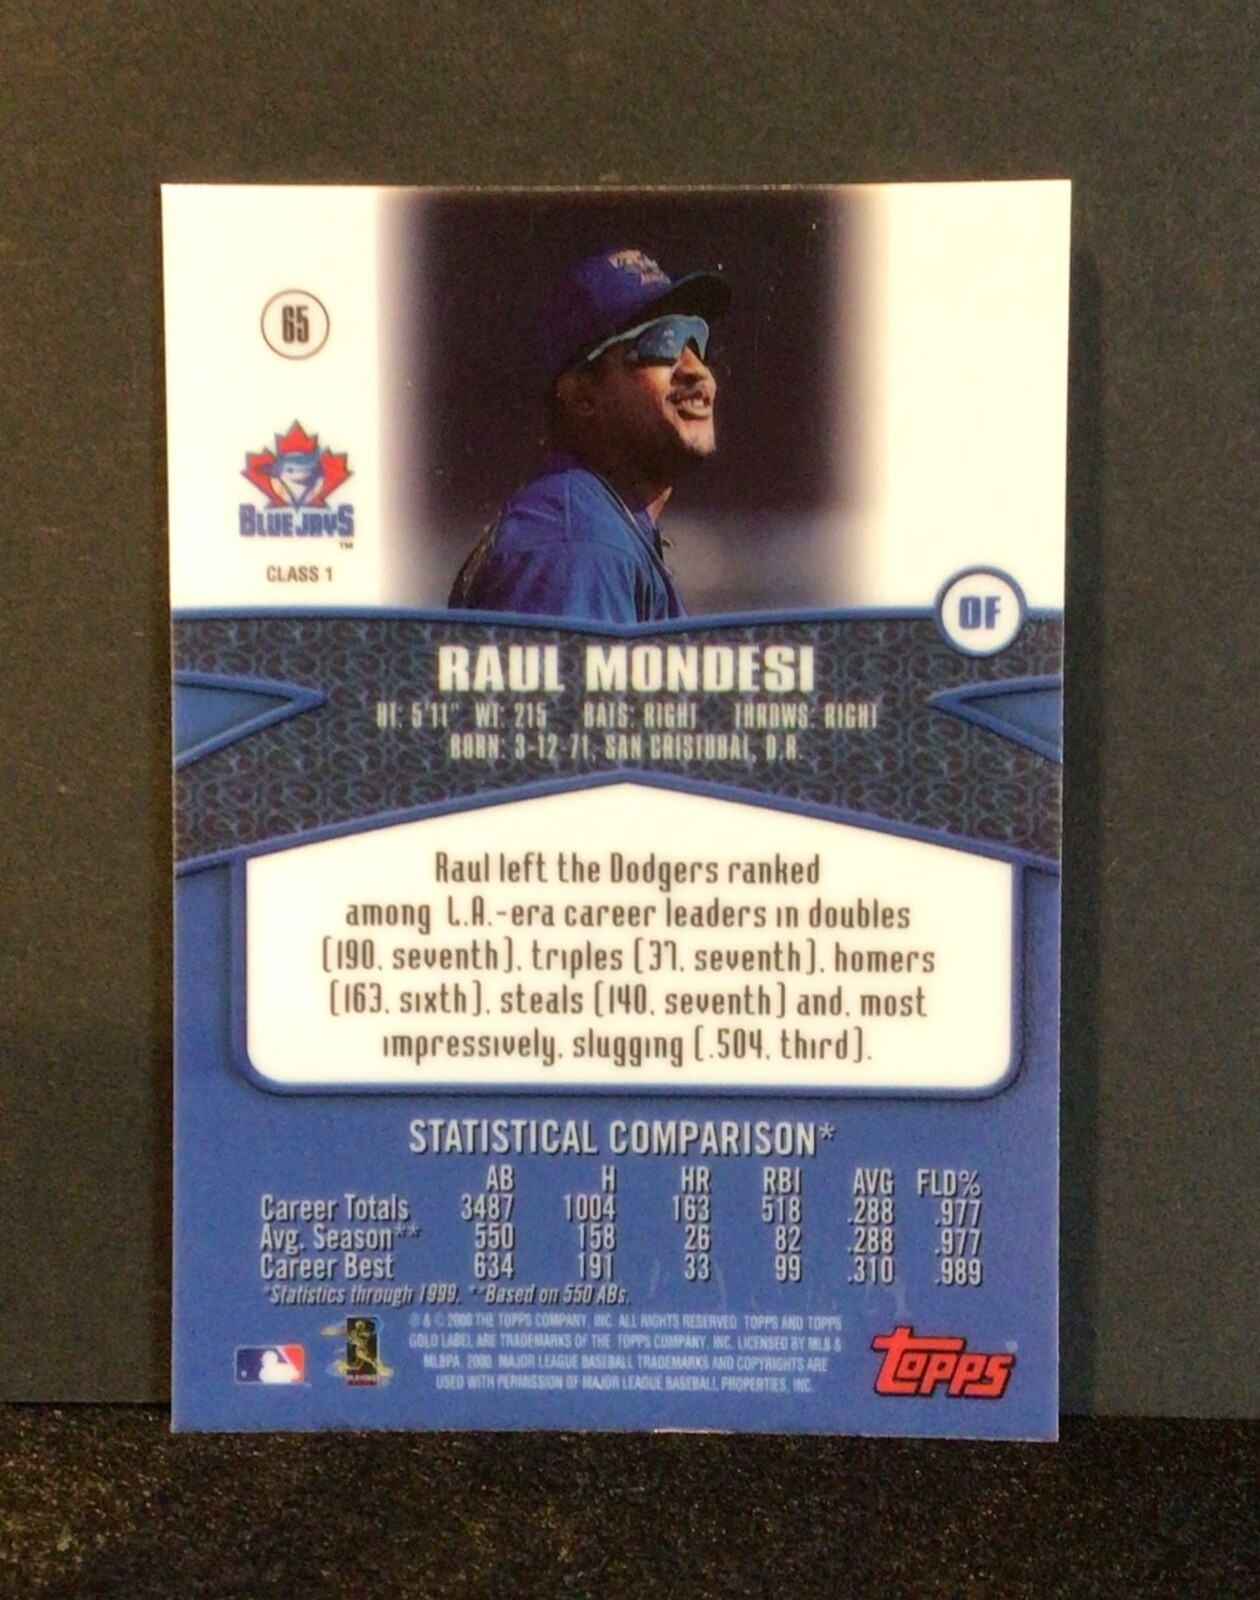 65
BLUE JAYS
TM
CLASS 1
OF
RAUL MONDESI
HT: 5'11" WT: 215 BATS: RIGHT THROWS: RIGHT
BORN: 3-12-71, SAN CRISTOBAL, D.R.
Raul left the Dodgers ranked
among L.A.-era career leaders in doubles
(190, seventh), triples (37, seventh), homers
(163, sixth), steals (140, seventh) and, most
impressively, slugging (.504, third).
STATISTICAL COMPARISON*
AB H HR RBI AVG FLD%
Career Totals 3487 1004 163 518 .288 .977
Avg. Season** 550 158 26 82 .288 .977
Career Best 634 191 33 99 .310 .989
*Statistics through 1999. **Based on 550 ABs.
® & © 2000 THE TOPPS COMPANY, INC. ALL RIGHTS RESERVED. TOPPS AND TOPPS
GOLD LABEL ARE TRADEMARKS OF THE TOPPS COMPANY, INC. LICENSED BY MLB &
MLBPA 2000. MAJOR LEAGUE BASEBALL TRADEMARKS AND COPYRIGHTS ARE
USED WITH PERMISSION OF MAJOR LEAGUE BASEBALL PROPERTIES, INC.
TOPPS ®